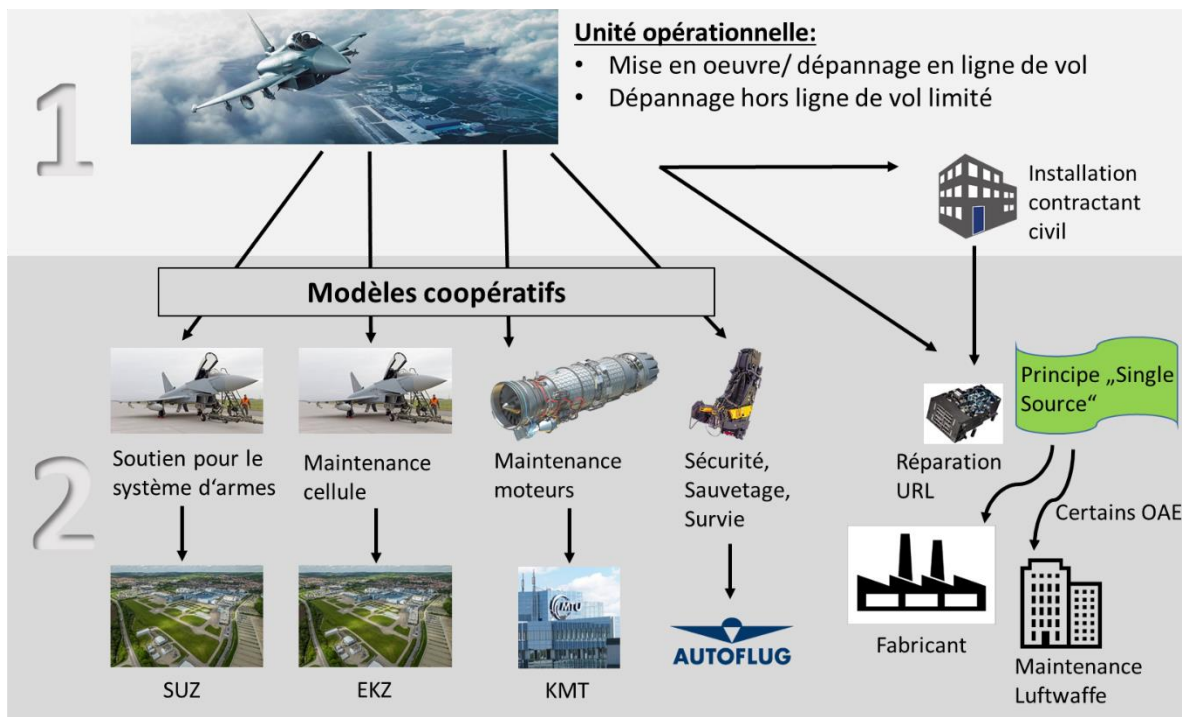 1
Unité opérationnelle:
• Mise en oeuvre/ dépannage en ligne de vol
• Dépannage hors ligne de vol limité
Installation
contractant
civil
2
Modèles coopératifs
Soutien pour le
système d‘armes
Maintenance
cellule
Maintenance
moteurs
Sécurité,
Sauvetage,
Survie
Réparation
URL
Principe „Single
Source“
Certains OAE
SUZ
EKZ
MTU
KMT
AUTOFLUG
Fabricant
Maintenance
Luftwaffe